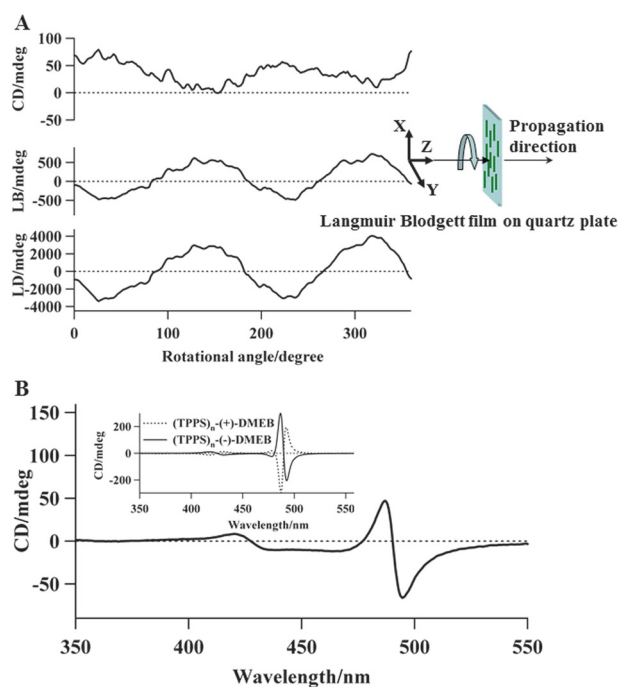 A
CD/mdeg
100
50
0
-50
LB/mdeg
500
0
-500
LD/mdeg
4000
2000
0
-2000
-4000
0 100 200 300
Rotational angle/degree
X
Z
Y
Propagation
direction
Langmuir Blodgett film on quartz plate
B
CD/mdeg
150
100
50
0
-50
350 400 450 500 550
Wavelength/nm
CD/mdeg
200
0
-200
(TPPS)n-(+)-DMEB
(TPPS)n-(-)-DMEB
350 400 450 500 550
Wavelength/nm